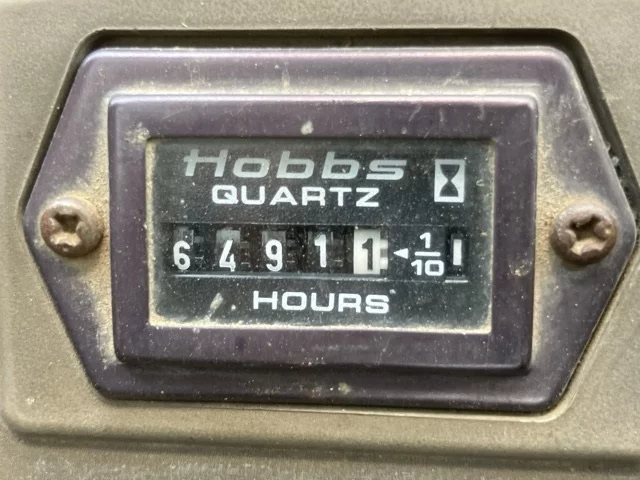 Hobbs
QUARTZ
6 4 9 1 1 ◄ 1/10
HOURS